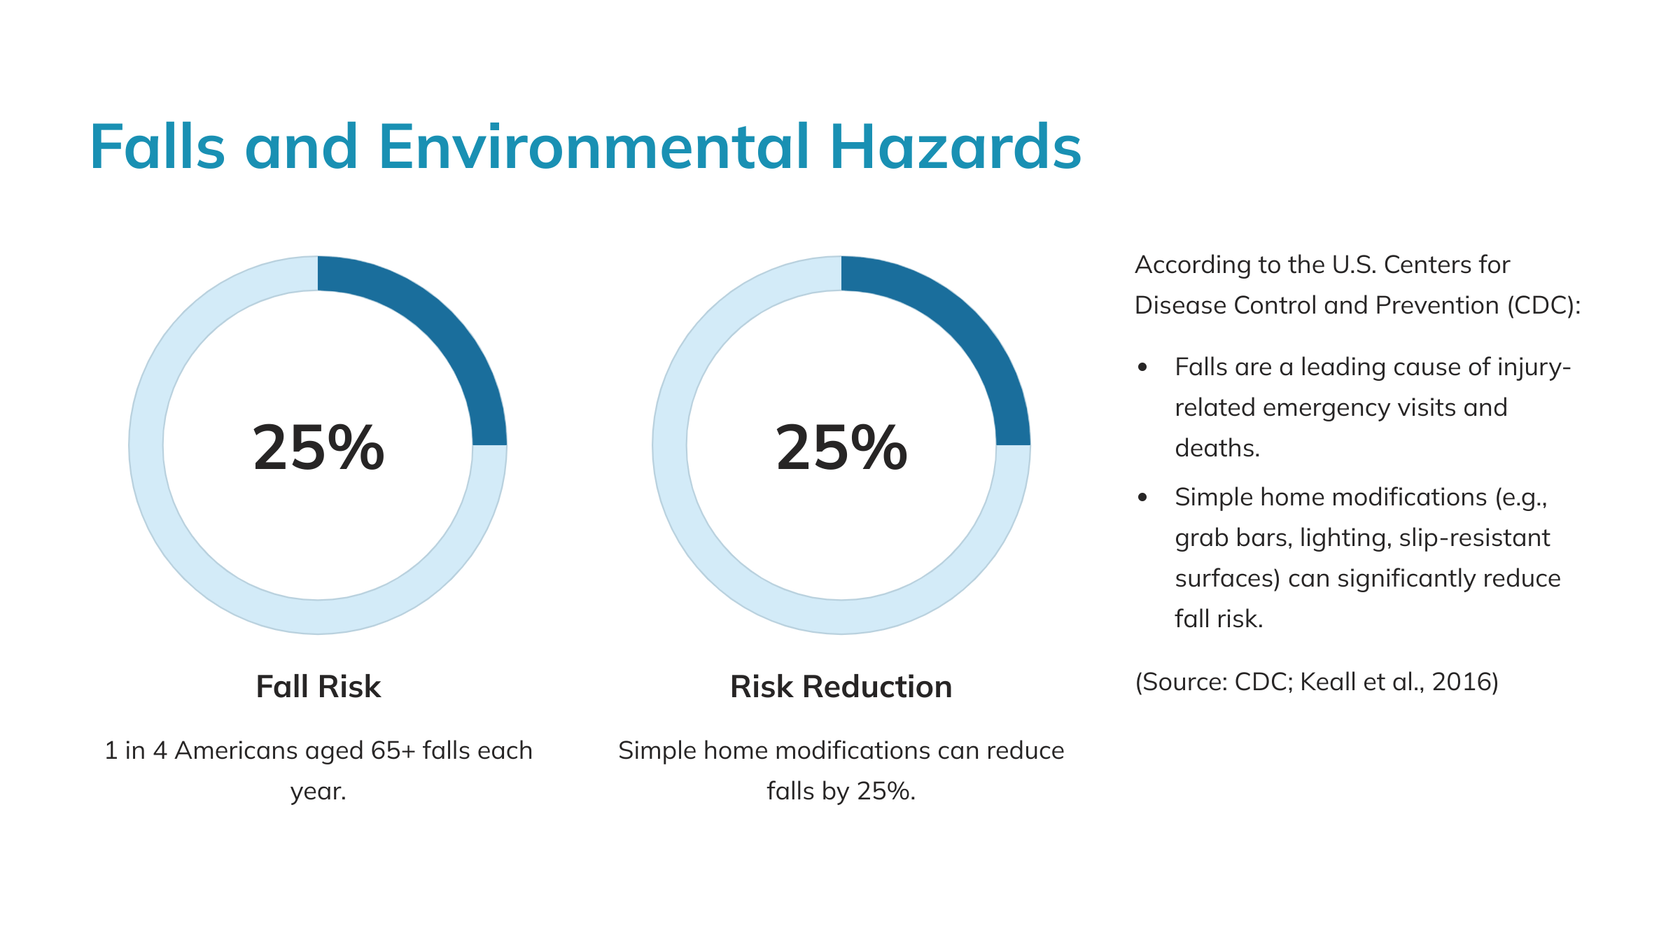 Falls and Environmental Hazards
25%
Fall Risk
1 in 4 Americans aged 65+ falls each
year.
25%
Risk Reduction
Simple home modifications can reduce
falls by 25%.
According to the U.S. Centers for
Disease Control and Prevention (CDC):
• Falls are a leading cause of injury-
related emergency visits and
deaths.
• Simple home modifications (e.g.,
grab bars, lighting, slip-resistant
surfaces) can significantly reduce
fall risk.
(Source: CDC; Keall et al., 2016)